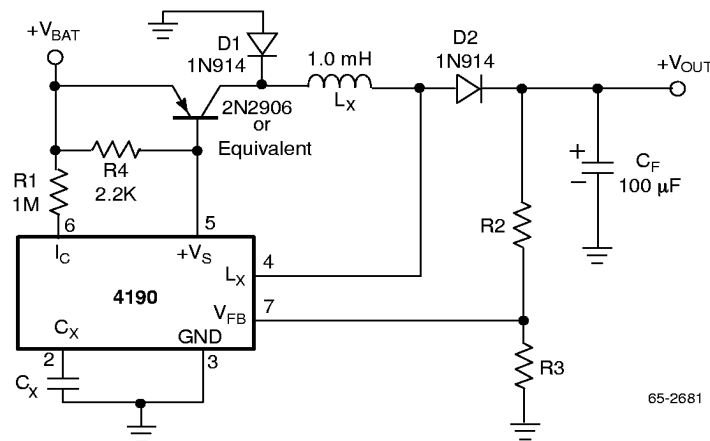 +VBAT
D1
1N914
1.0 mH
LX
D2
1N914
+VOUT
2N2906
or
Equivalent
R4
2.2K
R1
1M
+
–
CF
100 µF
R2
6
5
IC
+VS
LX
4
4190
VFB
7
CX
GND
2
3
CX
R3
65-2681